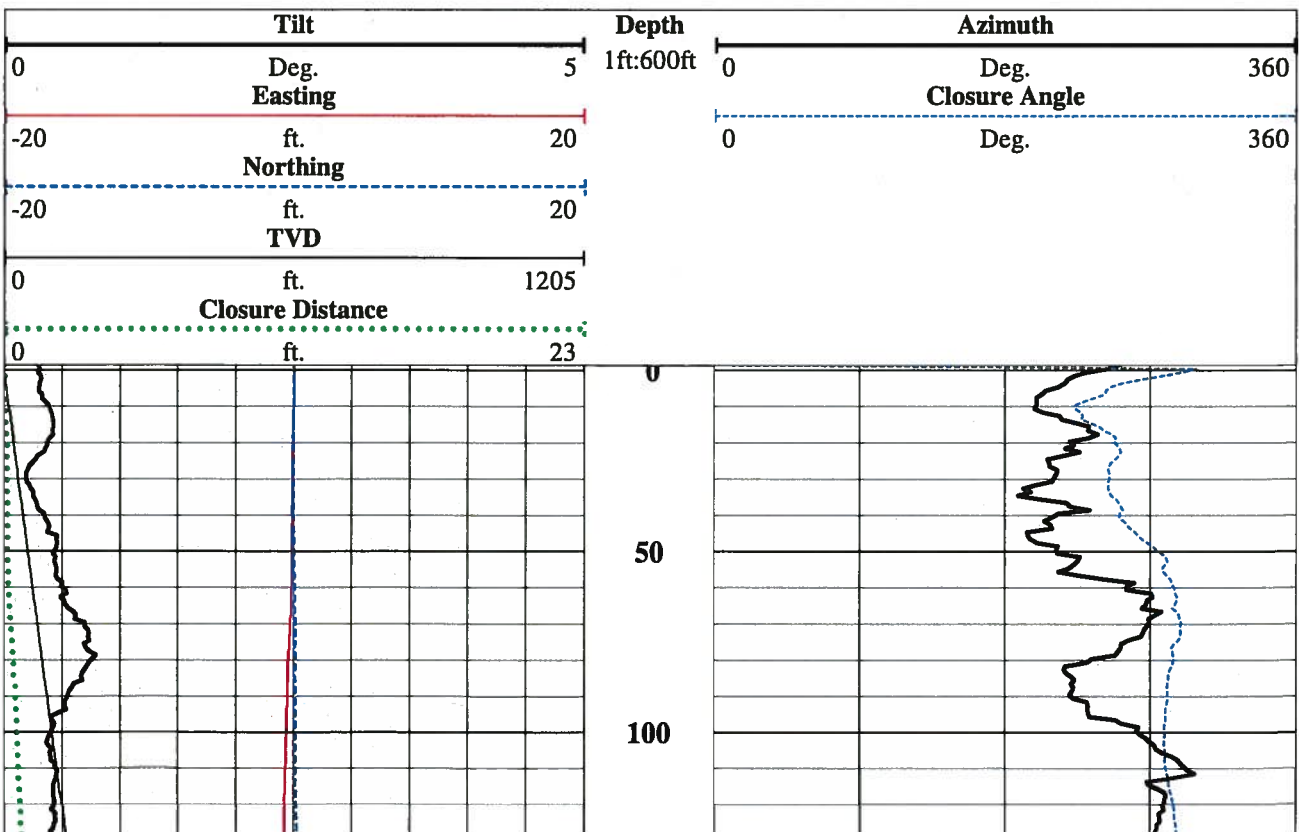 Tilt Depth Azimuth
0 Deg. 5 1ft:600ft 0 Deg. 360
Easting Closure Angle
-20 ft. 20 0 Deg. 360
Northing
-20 ft. 20
TVD
0 ft. 1205
Closure Distance
0 ft. 23
0
50
100